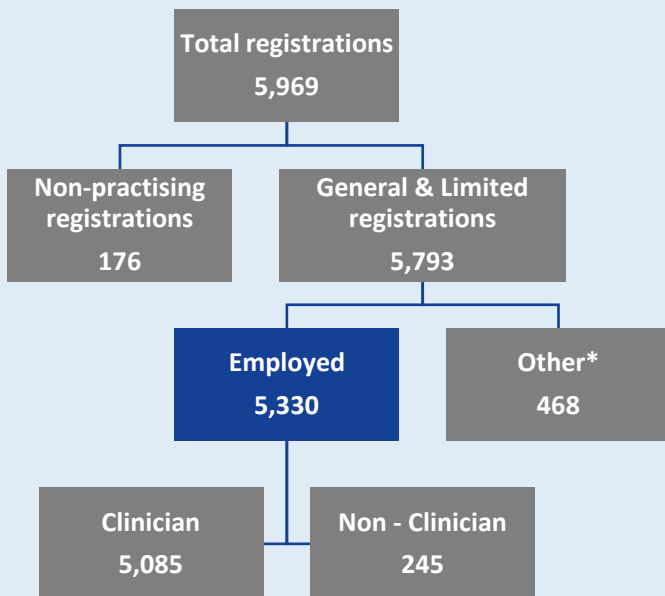 Total registrations
5,969
Non-practising
registrations
176
General & Limited
registrations
5,793
Employed
5,330
Other*
468
Clinician
5,085
Non - Clinician
245